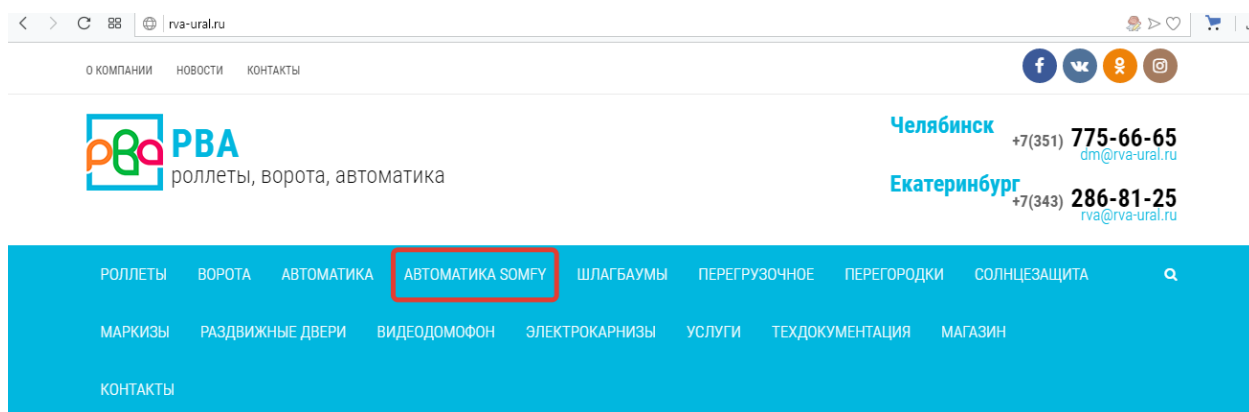 rva-ural.ru
О КОМПАНИИ НОВОСТИ КОНТАКТЫ
рва РВА
роллеты, ворота, автоматика
Челябинск +7(351) 775-66-65
dm@rva-ural.ru
Екатеринбург +7(343) 286-81-25
rva@rva-ural.ru
РОЛЛЕТЫ ВОРОТА АВТОМАТИКА АВТОМАТИКА SOMFY ШЛАГБАУМЫ ПЕРЕГРУЗОЧНОЕ ПЕРЕГОРОДКИ СОЛНЦЕЗАЩИТА
МАРКИЗЫ РАЗДВИЖНЫЕ ДВЕРИ ВИДЕОДОМОФОН ЭЛЕКТРОКАРНИЗЫ УСЛУГИ ТЕХДОКУМЕНТАЦИЯ МАГАЗИН
КОНТАКТЫ